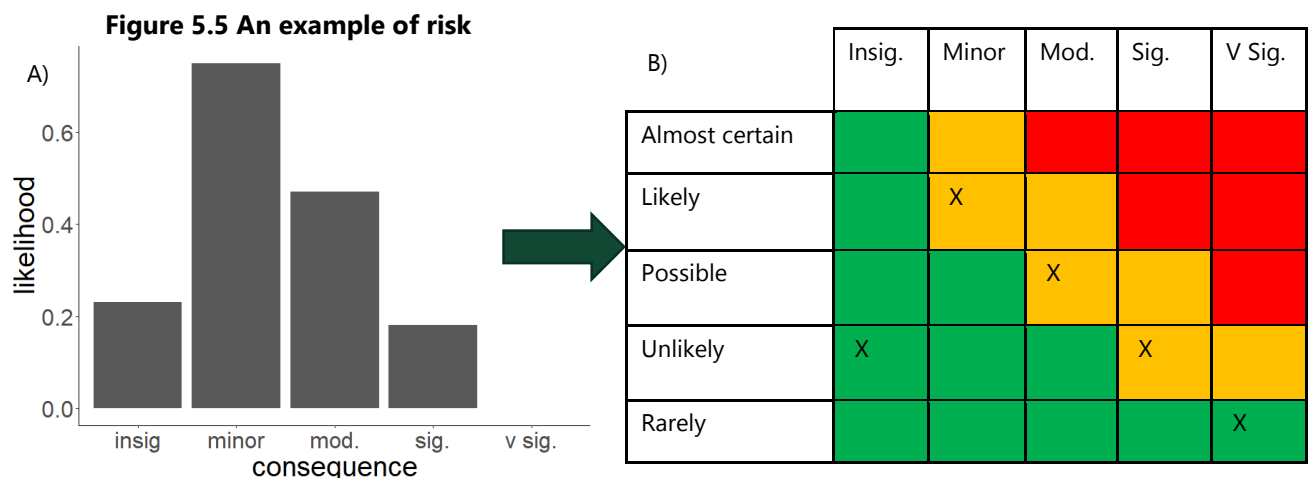 Figure 5.5 An example of risk
A)
likelihood
0.6
0.4
0.2
0.0
insig minor mod. sig. v sig.
consequence
B)
Insig. Minor Mod. Sig. V Sig.
Almost certain
Likely X
Possible X
Unlikely X X
Rarely X